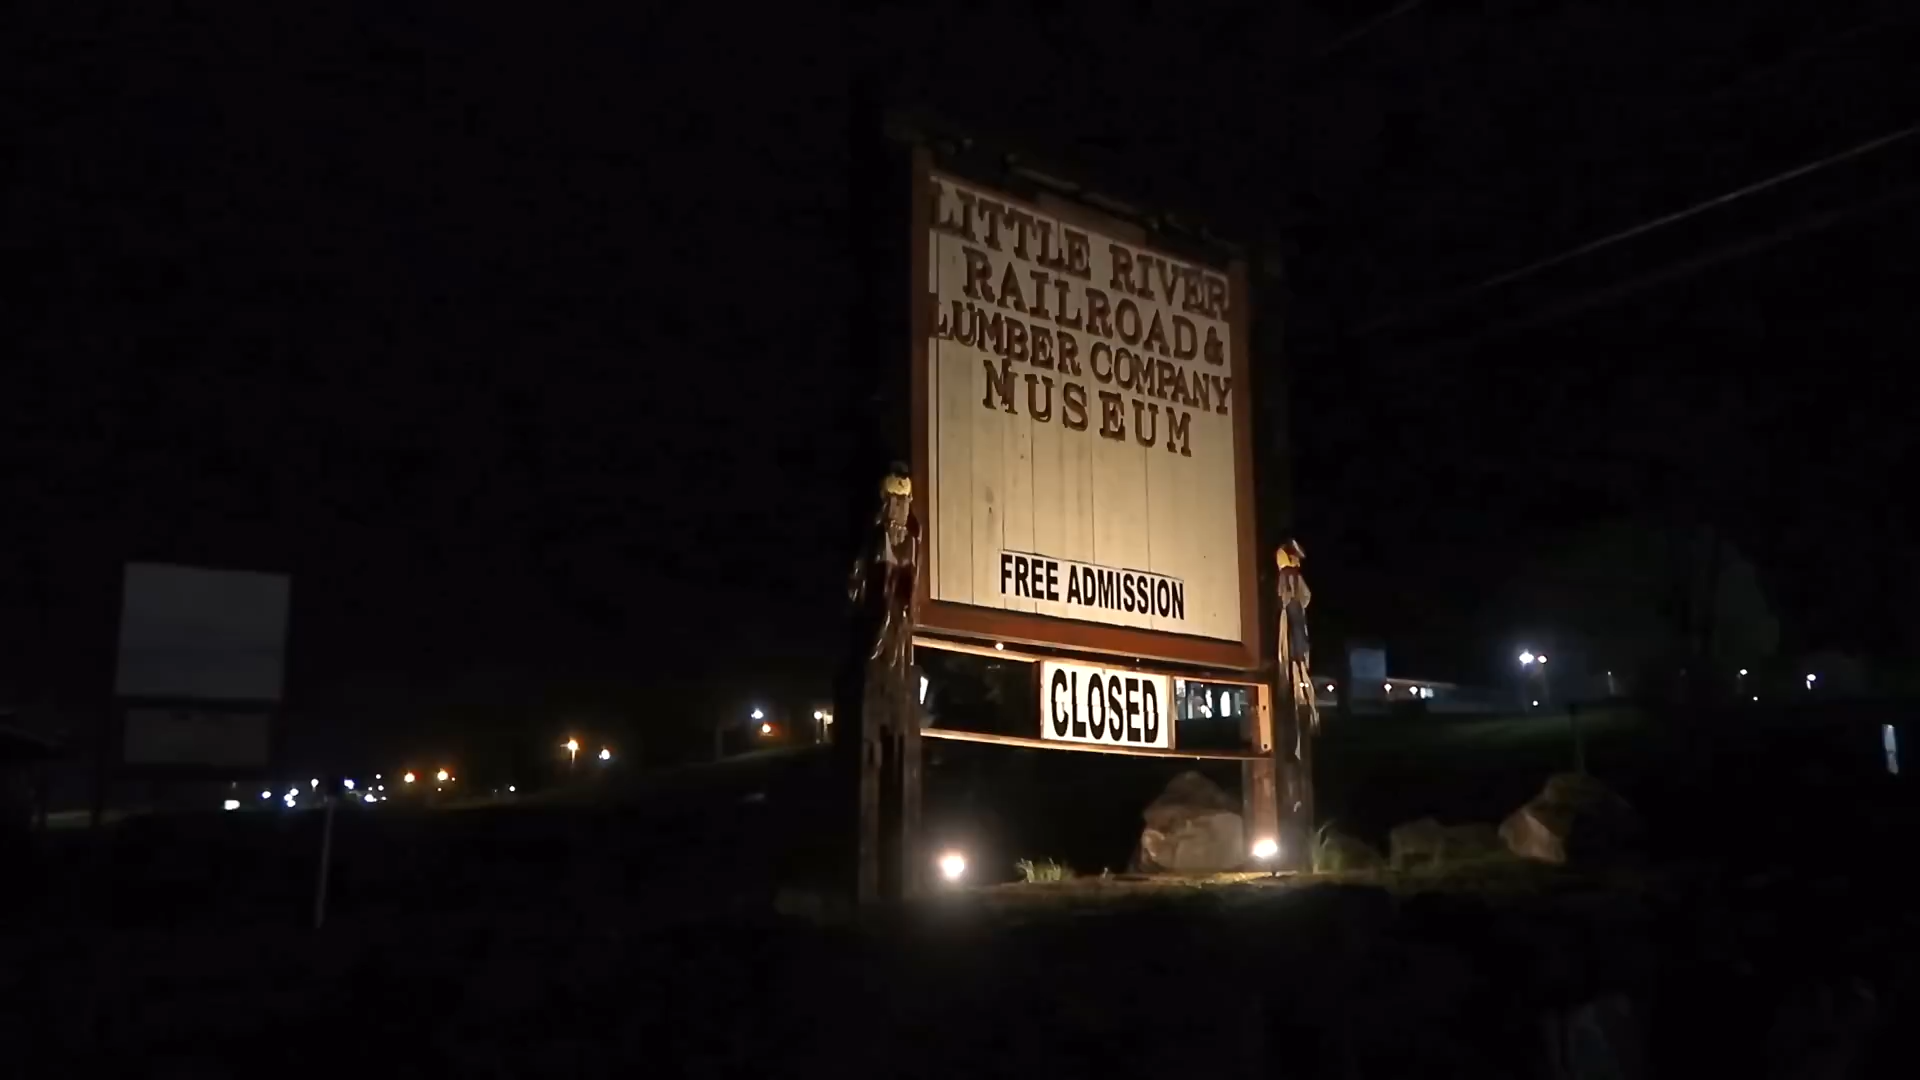 LITTLE RIVER
RAILROAD &
LUMBER COMPANY
MUSEUM
FREE ADMISSION
CLOSED